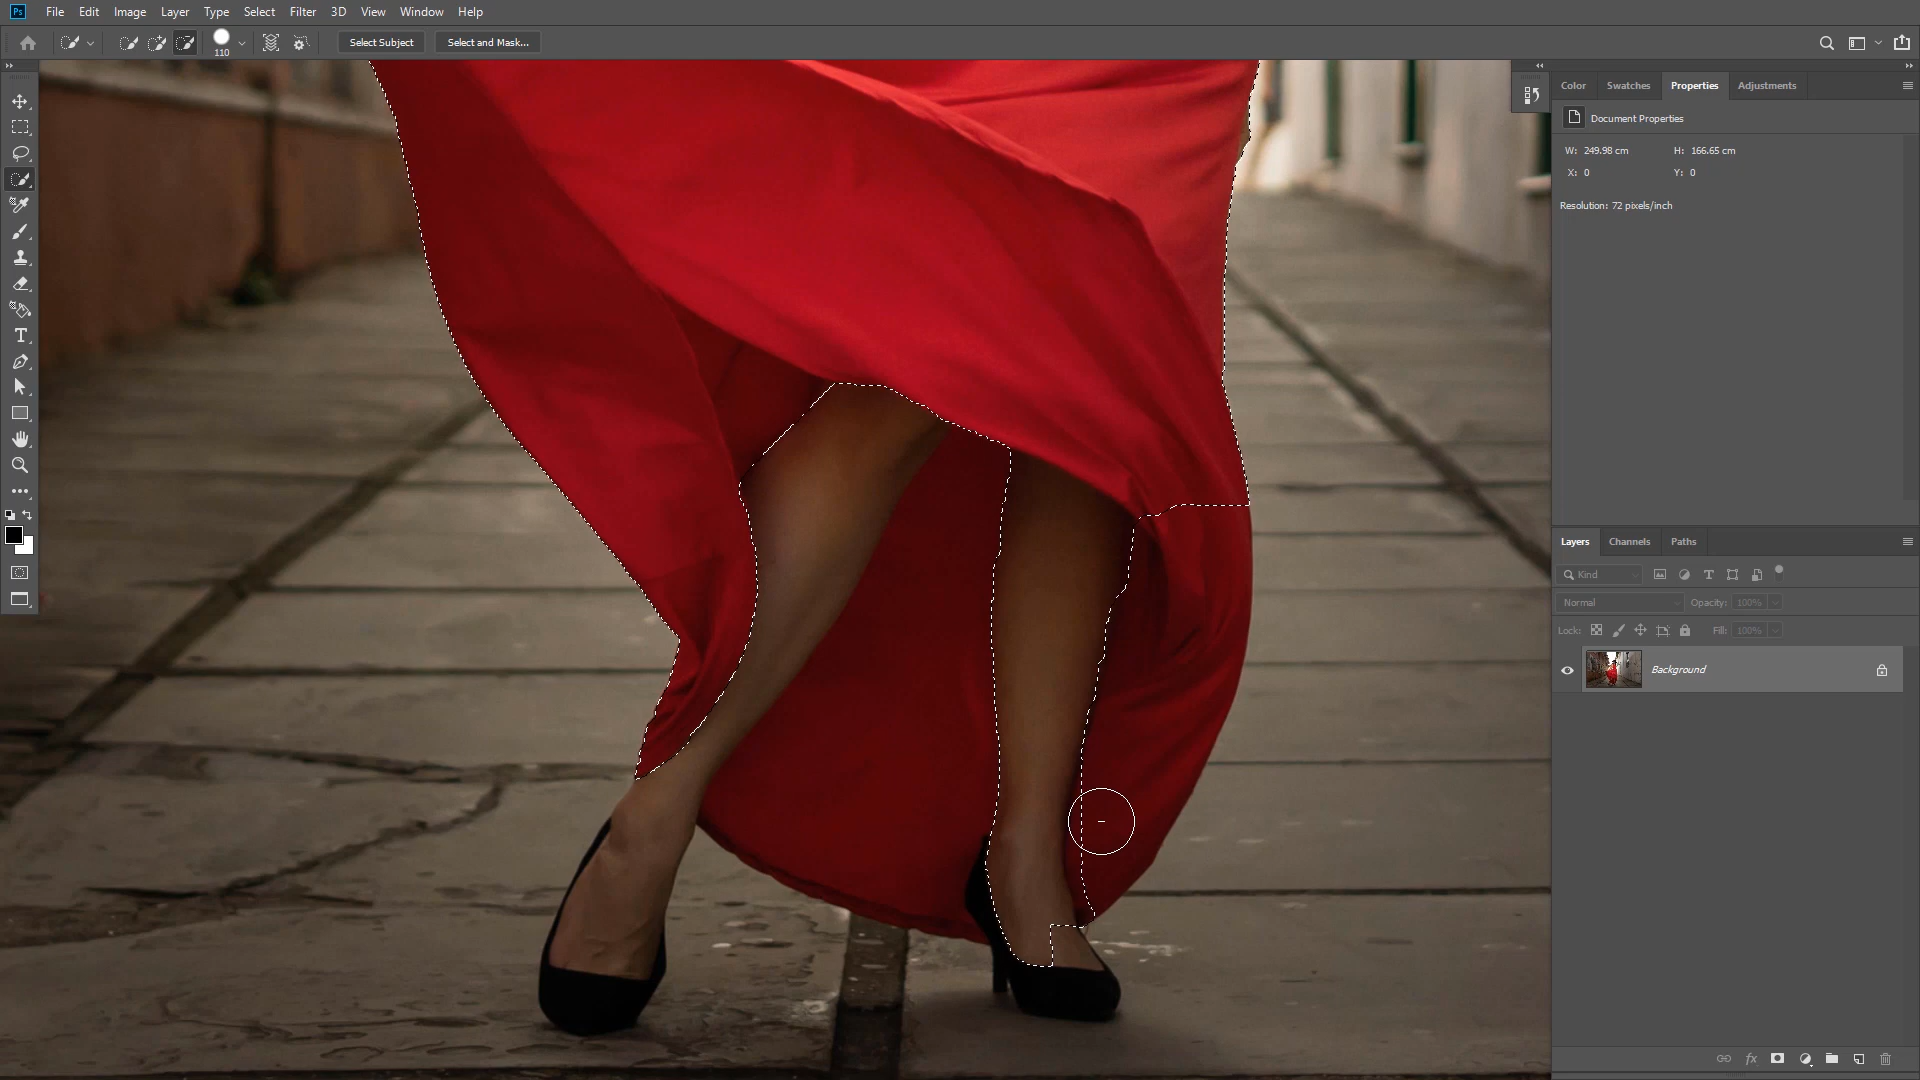 Ps File Edit Image Layer Type Select Filter 3D View Window Help
110 Select Subject Select and Mask...
Color Swatches Properties Adjustments
Document Properties
W: 249.98 cm H: 166.65 cm
X: 0 Y: 0
Resolution: 72 pixels/inch
Layers Channels Paths
Kind
Normal Opacity: 100%
Lock: Fill: 100%
Background